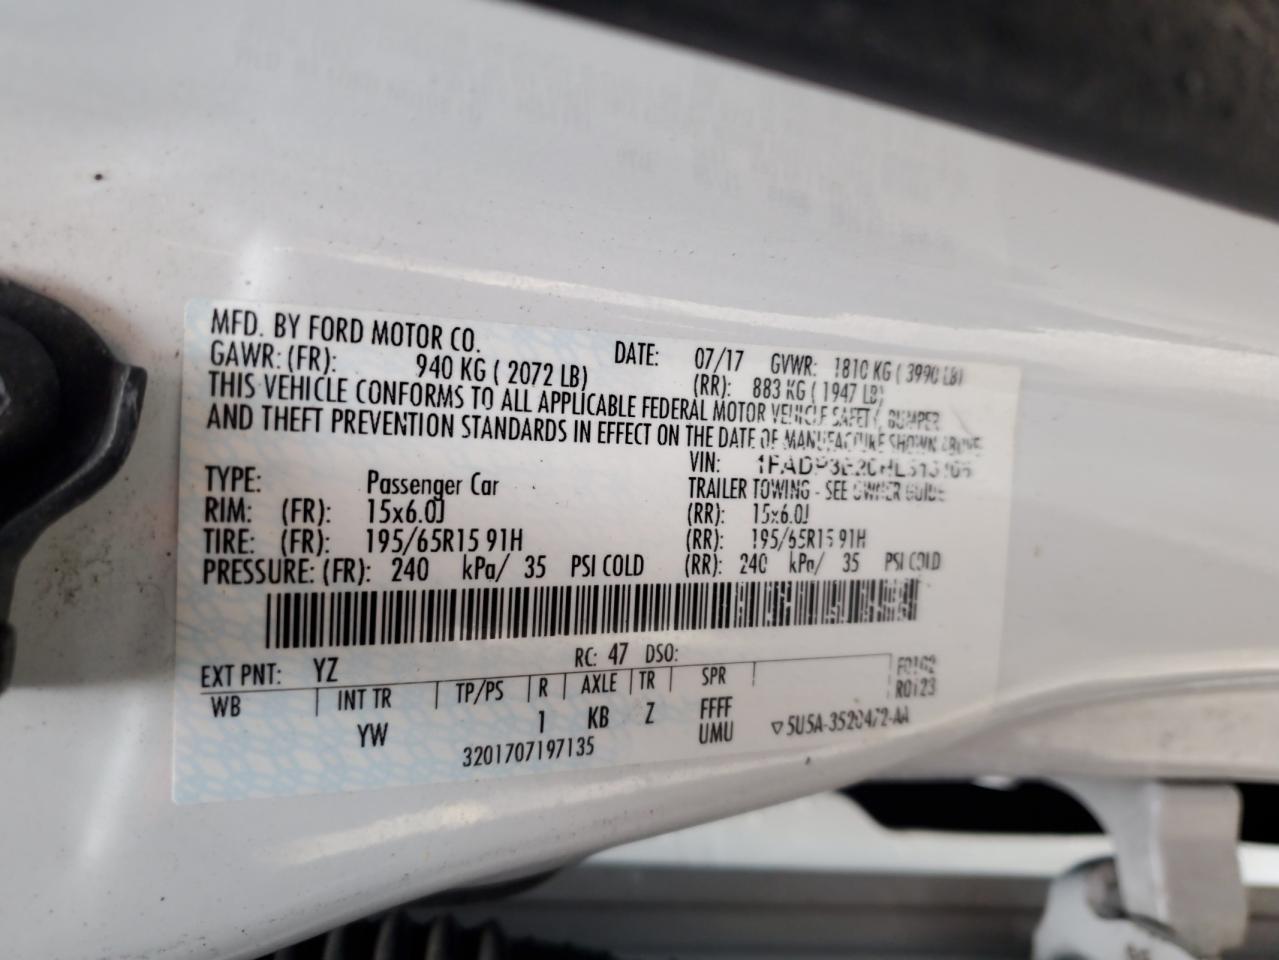 MFD. BY FORD MOTOR CO. DATE: 07/17 GVWR: 1810 KG ( 3990 LB)
GAWR: (FR): 940 KG ( 2072 LB) (RR): 883 KG ( 1947 LB)
THIS VEHICLE CONFORMS TO ALL APPLICABLE FEDERAL MOTOR VEHICLE SAFETY, BUMPER
AND THEFT PREVENTION STANDARDS IN EFFECT ON THE DATE OF MANUFACTURE SHOWN ABOVE
VIN:
TYPE: Passenger Car TRAILER TOWING - SEE OWNER GUIDE
RIM: (FR): 15x6.0J (RR): 15x6.0J
TIRE: (FR): 195/65R15 91H (RR): 195/65R15 91H
PRESSURE: (FR): 240 kPa/ 35 PSI COLD (RR): 240 kPa/ 35 PSI COLD
EXT PNT: YZ RC: 47 DSO:
WB INT TR TP/PS R AXLE TR SPR
YW 1 KB Z FFFF
UMU
R0123
3201707197135